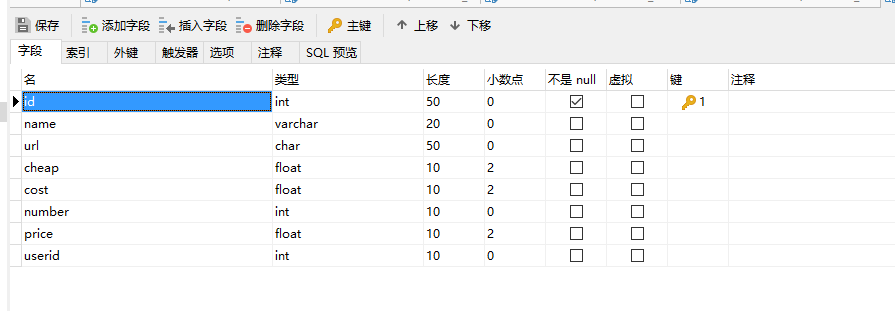 保存 添加字段 插入字段 删除字段 主键 上移 下移
字段 索引 外键 触发器 选项 注释 SQL 预览
名 类型 长度 小数点 不是 null 虚拟 键 注释
id int 50 0 1
name varchar 20 0
url char 50 0
cheap float 10 2
cost float 10 2
number int 10 0
price float 10 2
userid int 10 0